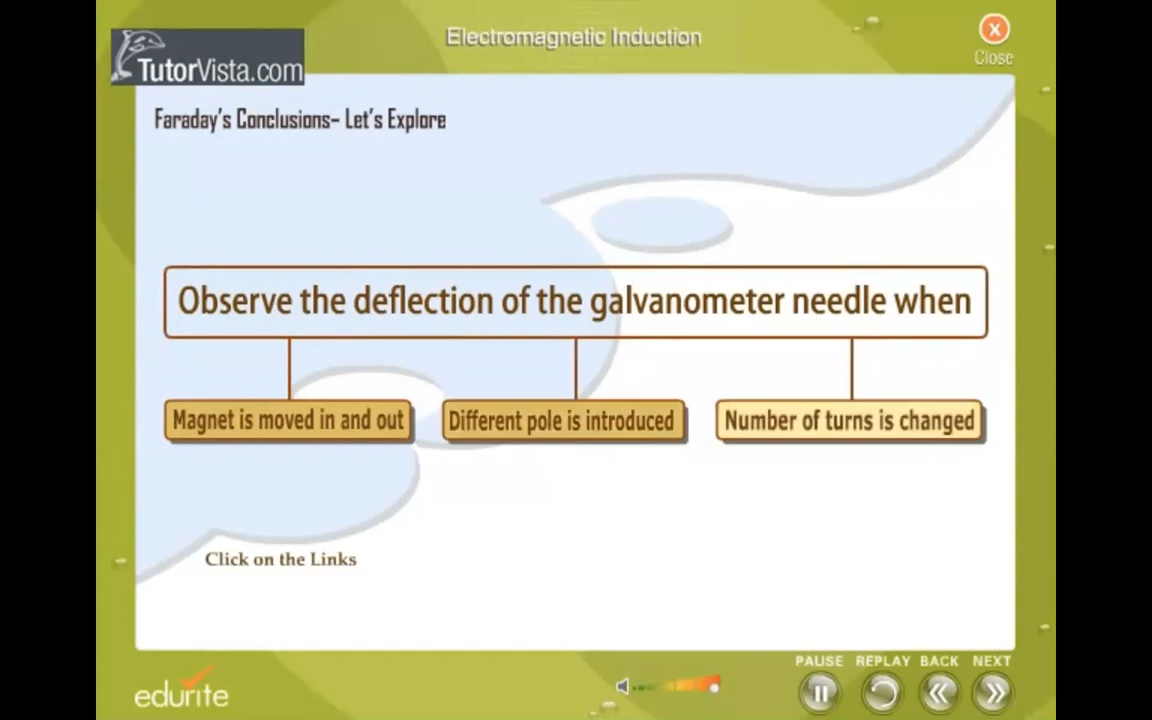 Electromagnetic Induction
Close
TutorVista.com
Faraday's Conclusions– Let's Explore
Observe the deflection of the galvanometer needle when
Magnet is moved in and out
Different pole is introduced
Number of turns is changed
Click on the Links
PAUSE REPLAY BACK NEXT
edurite